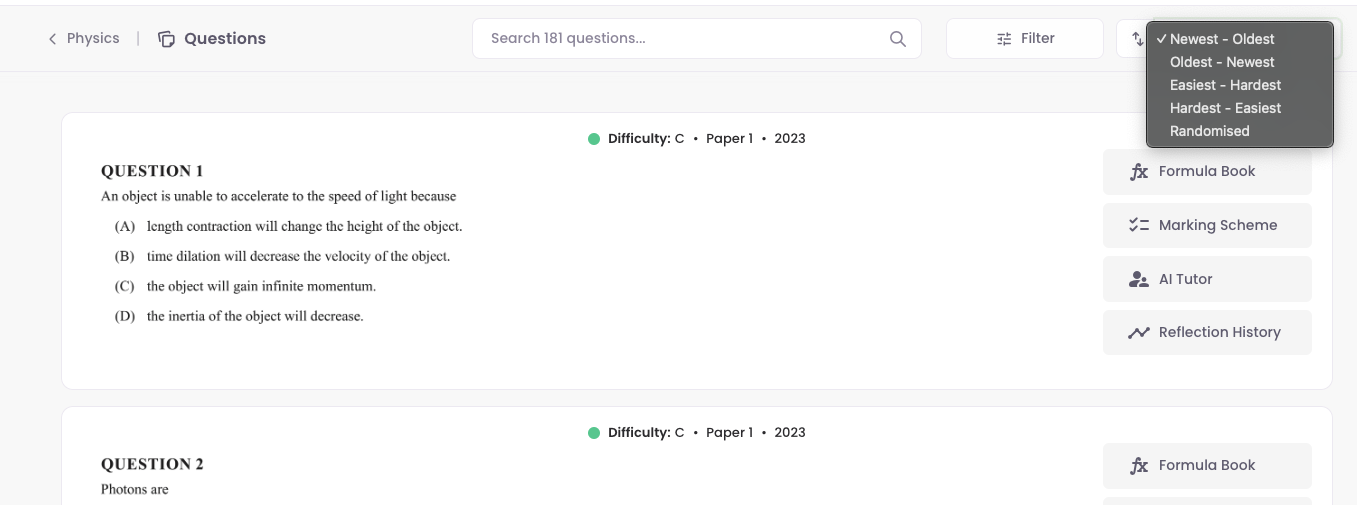 Physics | Questions
Search 181 questions...
Filter
✓ Newest - Oldest
Oldest - Newest
Easiest - Hardest
Hardest - Easiest
Randomised
Difficulty: C • Paper 1 • 2023
QUESTION 1
An object is unable to accelerate to the speed of light because
(A) length contraction will change the height of the object.
(B) time dilation will decrease the velocity of the object.
(C) the object will gain infinite momentum.
(D) the inertia of the object will decrease.
Formula Book
Marking Scheme
AI Tutor
Reflection History
Difficulty: C • Paper 1 • 2023
QUESTION 2
Photons are
Formula Book